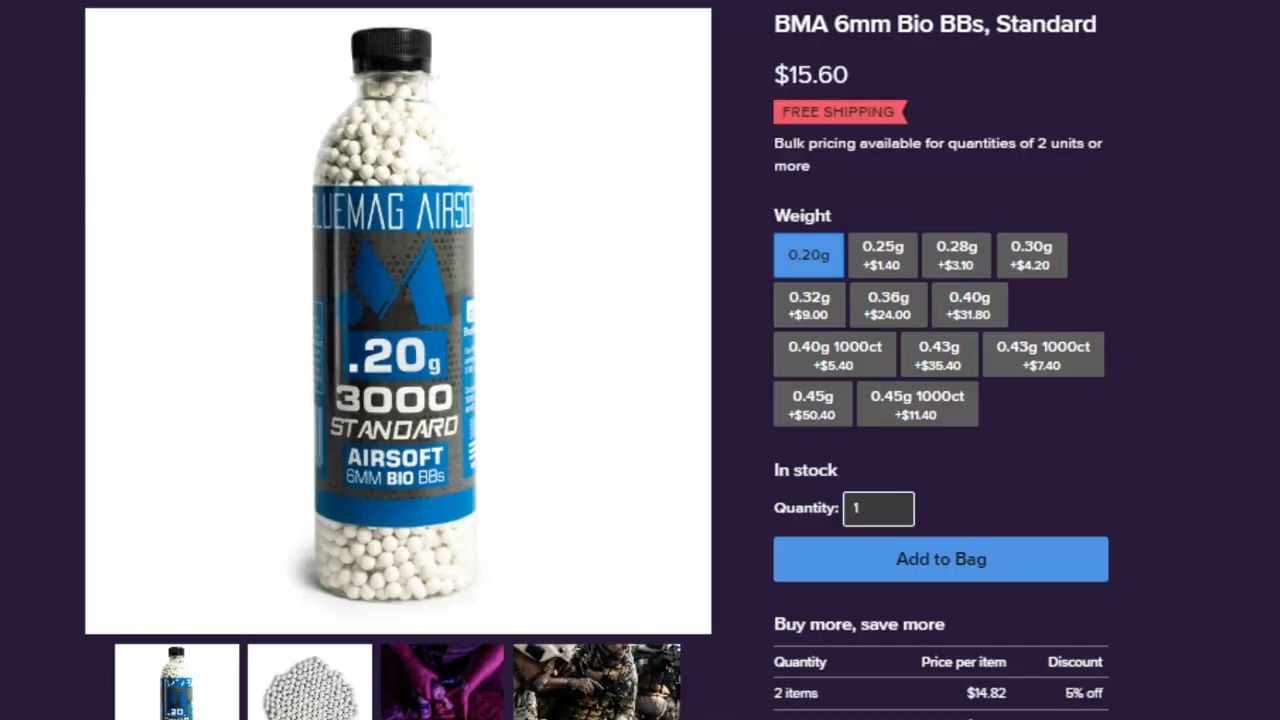 BMA 6mm Bio BBs, Standard
$15.60
FREE SHIPPING
Bulk pricing available for quantities of 2 units or
more
Weight
0.20g
0.25g
+$1.40
0.28g
+$3.10
0.30g
+$4.20
0.32g
+$9.00
0.36g
+$24.00
0.40g
+$31.80
0.40g 1000ct
+$5.40
0.43g
+$35.40
0.43g 1000ct
+$7.40
0.45g
+$50.40
0.45g 1000ct
+$11.40
In stock
Quantity: 1
Add to Bag
Buy more, save more
Quantity Price per item Discount
2 items $14.82 5% off
LUEMAG AIRSO
.20g
3000
STANDARD
AIRSOFT
6MM BIO BBs
.20